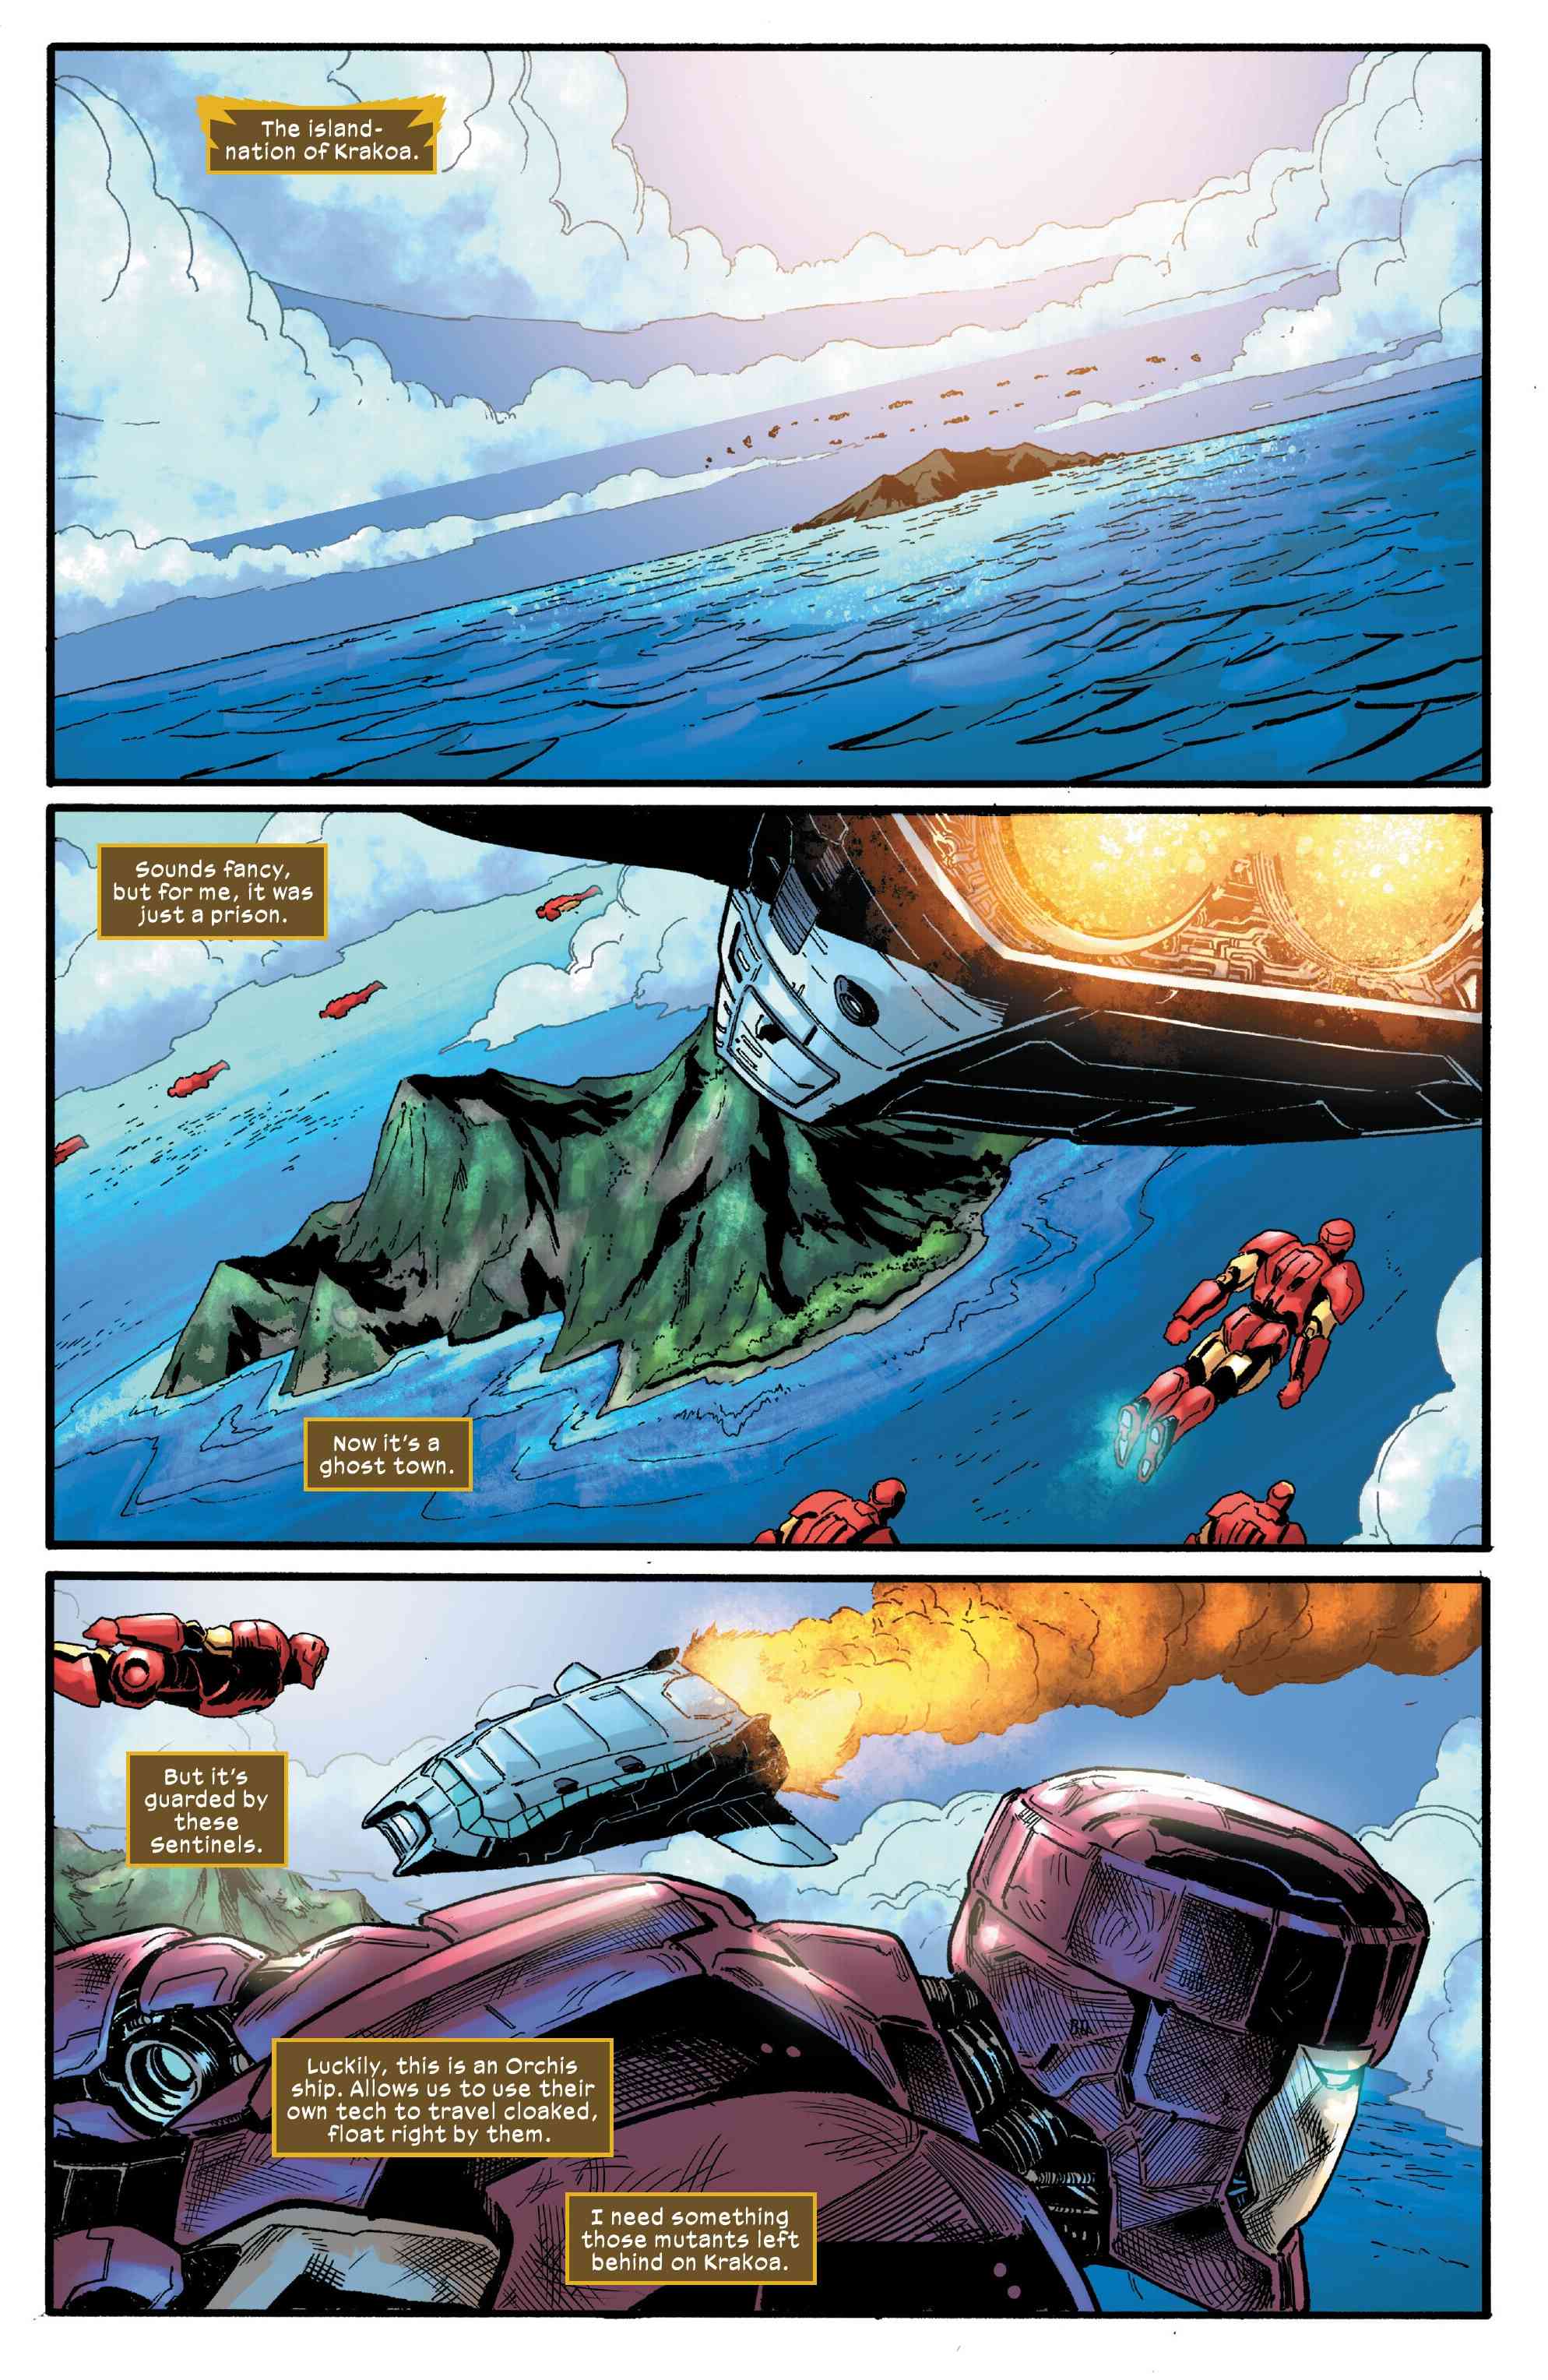 The island-
nation of Krakoa.
Sounds fancy,
but for me, it was
just a prison.
Now it's a
ghost town.
But it's
guarded by
these
Sentinels.
Luckily, this is an Orchis
ship. Allows us to use their
own tech to travel cloaked,
float right by them.
I need something
those mutants left
behind on Krakoa.